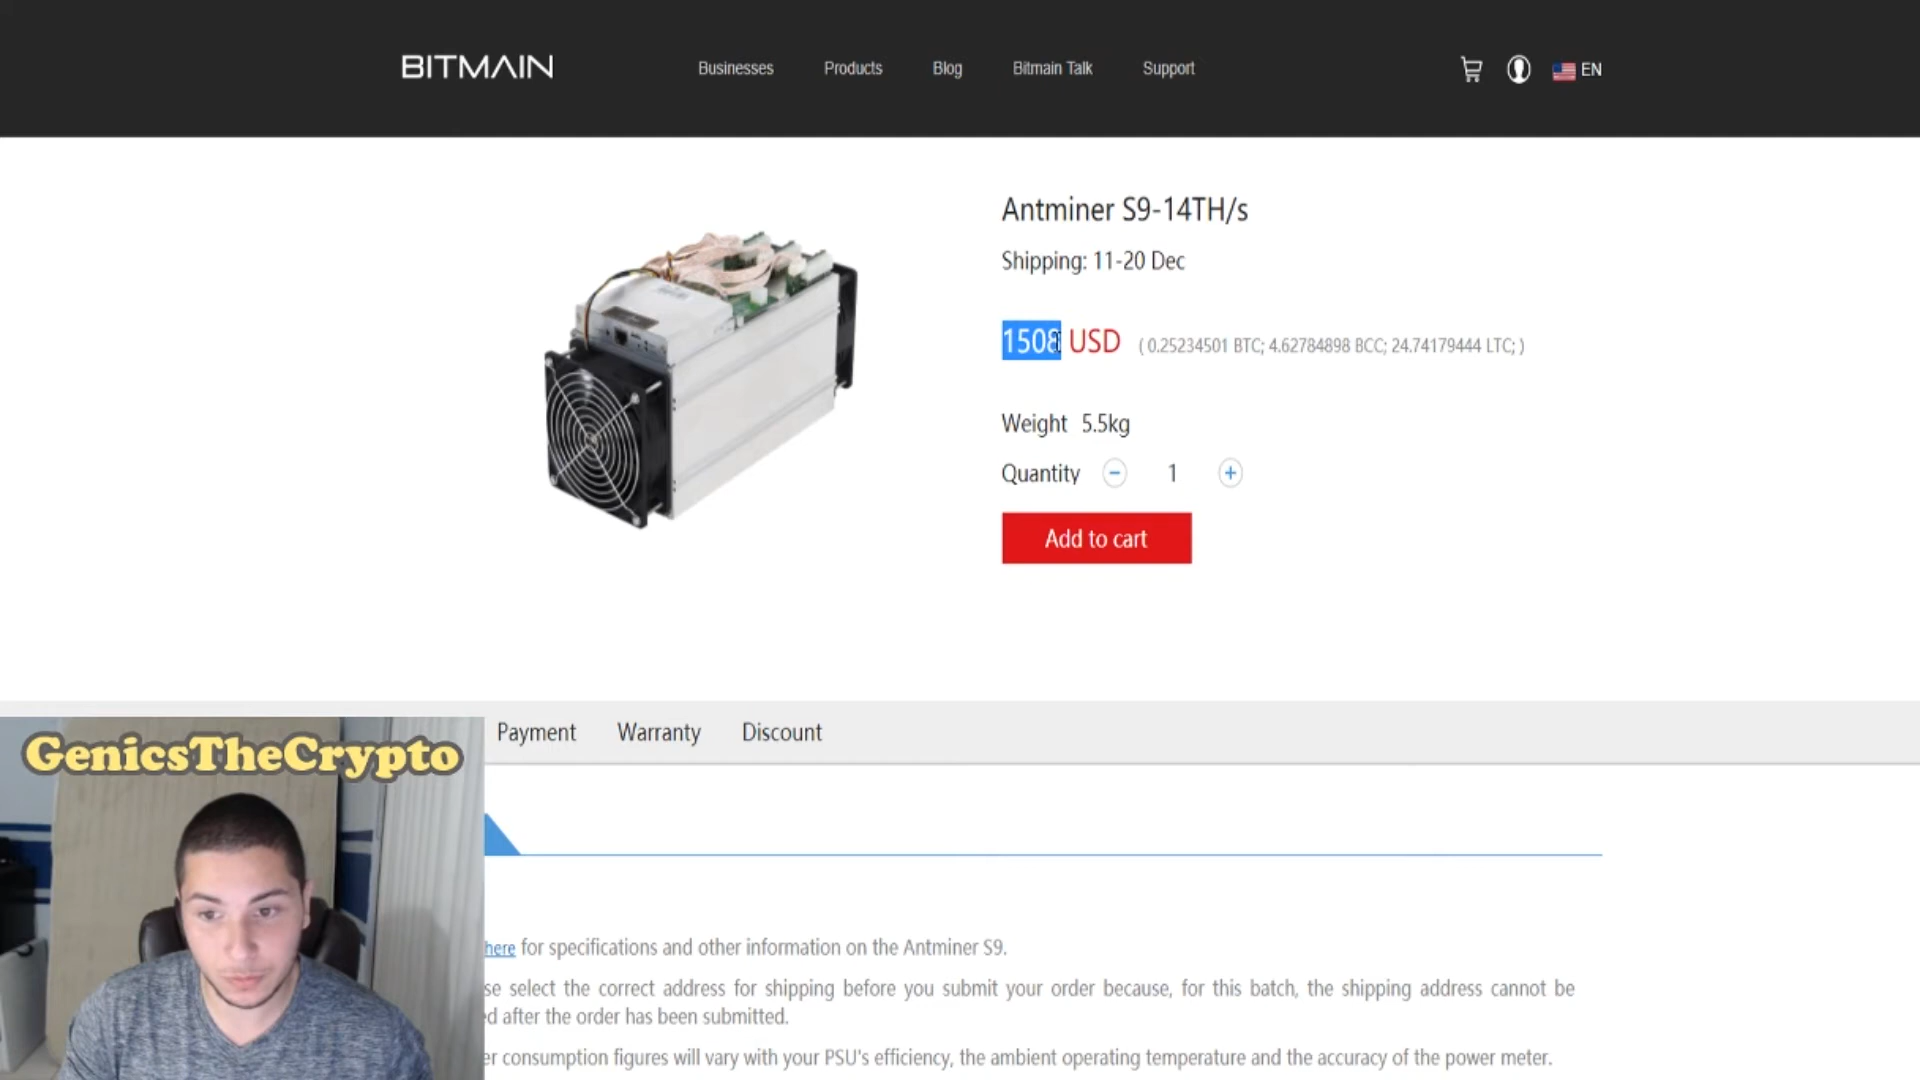 BITMAIN
Businesses Products Blog Bitmain Talk Support EN
Antminer S9-14TH/s
Shipping: 11-20 Dec
1508 USD ( 0.25234501 BTC; 4.62784898 BCC; 24.74179444 LTC; )
Weight 5.5kg
Quantity 1
Add to cart
Payment Warranty Discount
GenicsTheCrypto
here for specifications and other information on the Antminer S9.
se select the correct address for shipping before you submit your order because, for this batch, the shipping address cannot be
d after the order has been submitted.
er consumption figures will vary with your PSU's efficiency, the ambient operating temperature and the accuracy of the power meter.